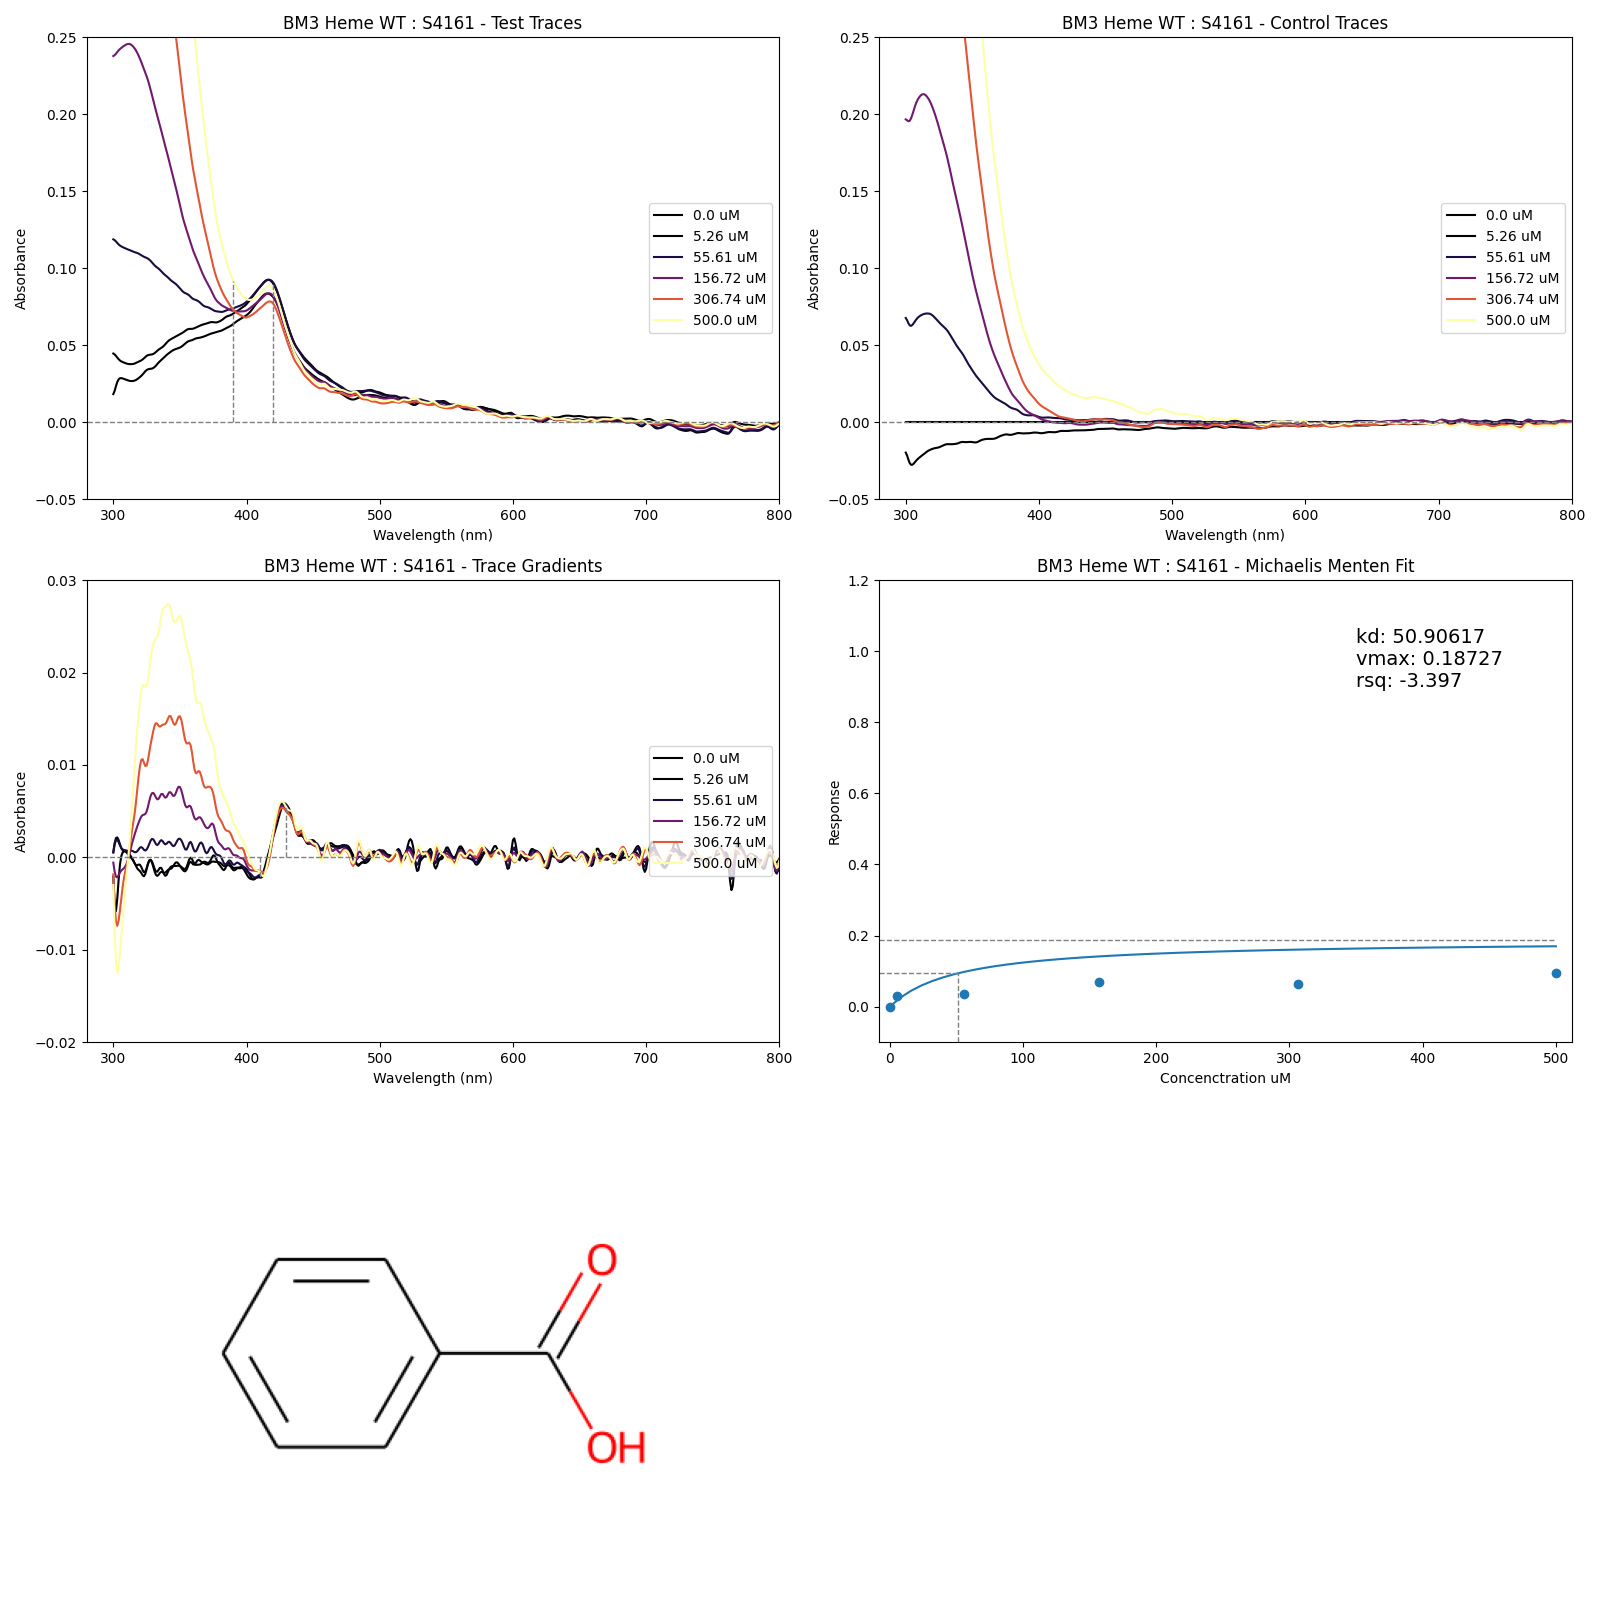 BM3 Heme WT : S4161 - Test Traces
0.25
0.20
0.15
0.10
0.05
0.00
−0.05
Absorbance
300 400 500 600 700 800
Wavelength (nm)
0.0 uM
5.26 uM
55.61 uM
156.72 uM
306.74 uM
500.0 uM
BM3 Heme WT : S4161 - Control Traces
0.25
0.20
0.15
0.10
0.05
0.00
−0.05
Absorbance
300 400 500 600 700 800
Wavelength (nm)
0.0 uM
5.26 uM
55.61 uM
156.72 uM
306.74 uM
500.0 uM
BM3 Heme WT : S4161 - Trace Gradients
0.03
0.02
0.01
0.00
−0.01
−0.02
Absorbance
300 400 500 600 700 800
Wavelength (nm)
0.0 uM
5.26 uM
55.61 uM
156.72 uM
306.74 uM
500.0 uM
BM3 Heme WT : S4161 - Michaelis Menten Fit
1.2
1.0
0.8
0.6
0.4
0.2
0.0
Response
0 100 200 300 400 500
Concenctration uM
kd: 50.90617
vmax: 0.18727
rsq: -3.397
O
OH